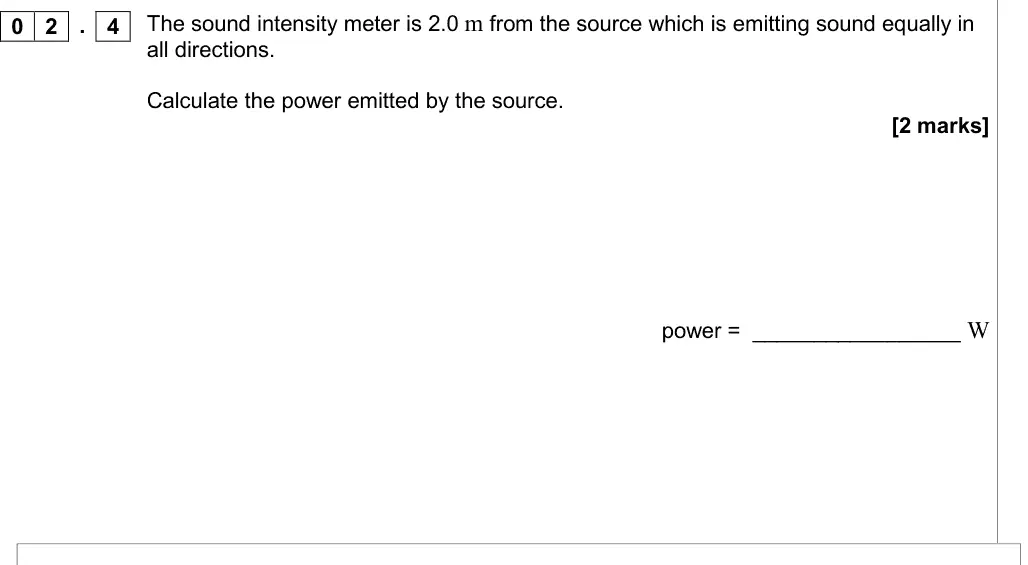 0 2 . 4 The sound intensity meter is 2.0 m from the source which is emitting sound equally in
all directions.
Calculate the power emitted by the source.
[2 marks]
power = _________________ W